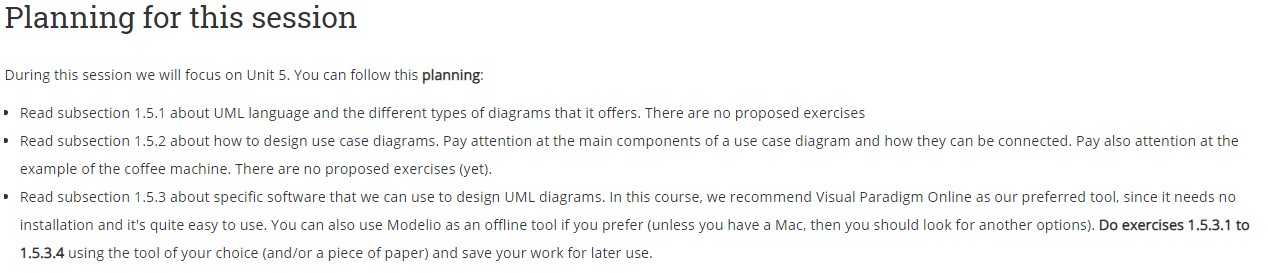 Planning for this session
During this session we will focus on Unit 5. You can follow this planning:
Read subsection 1.5.1 about UML language and the different types of diagrams that it offers. There are no proposed exercises
Read subsection 1.5.2 about how to design use case diagrams. Pay attention at the main components of a use case diagram and how they can be connected. Pay also attention at the
example of the coffee machine. There are no proposed exercises (yet).
Read subsection 1.5.3 about specific software that we can use to design UML diagrams. In this course, we recommend Visual Paradigm Online as our preferred tool, since it needs no
installation and it's quite easy to use. You can also use Modelio as an offline tool if you prefer (unless you have a Mac, then you should look for another options). Do exercises 1.5.3.1 to
1.5.3.4 using the tool of your choice (and/or a piece of paper) and save your work for later use.